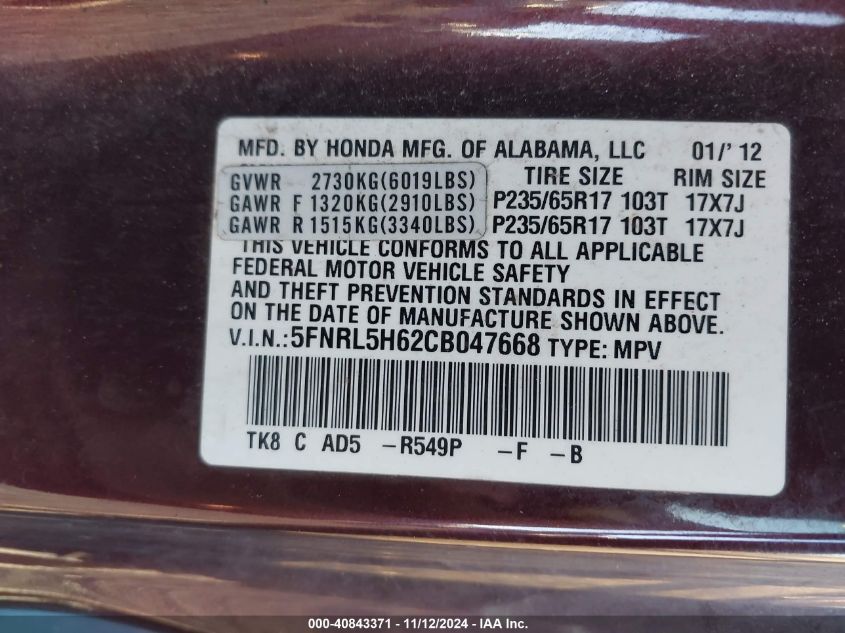 MFD. BY HONDA MFG. OF ALABAMA, LLC 01/' 12
TIRE SIZE RIM SIZE
GVWR 2730KG(6019LBS)
GAWR F 1320KG(2910LBS) P235/65R17 103T 17X7J
GAWR R 1515KG(3340LBS) P235/65R17 103T 17X7J
THIS VEHICLE CONFORMS TO ALL APPLICABLE
FEDERAL MOTOR VEHICLE SAFETY
AND THEFT PREVENTION STANDARDS IN EFFECT
ON THE DATE OF MANUFACTURE SHOWN ABOVE.
V.I.N.:5FNRL5H62CB047668 TYPE: MPV
TK8 C AD5 -R549P -F -B
000-40843371 - 11/12/2024 - IAA Inc.